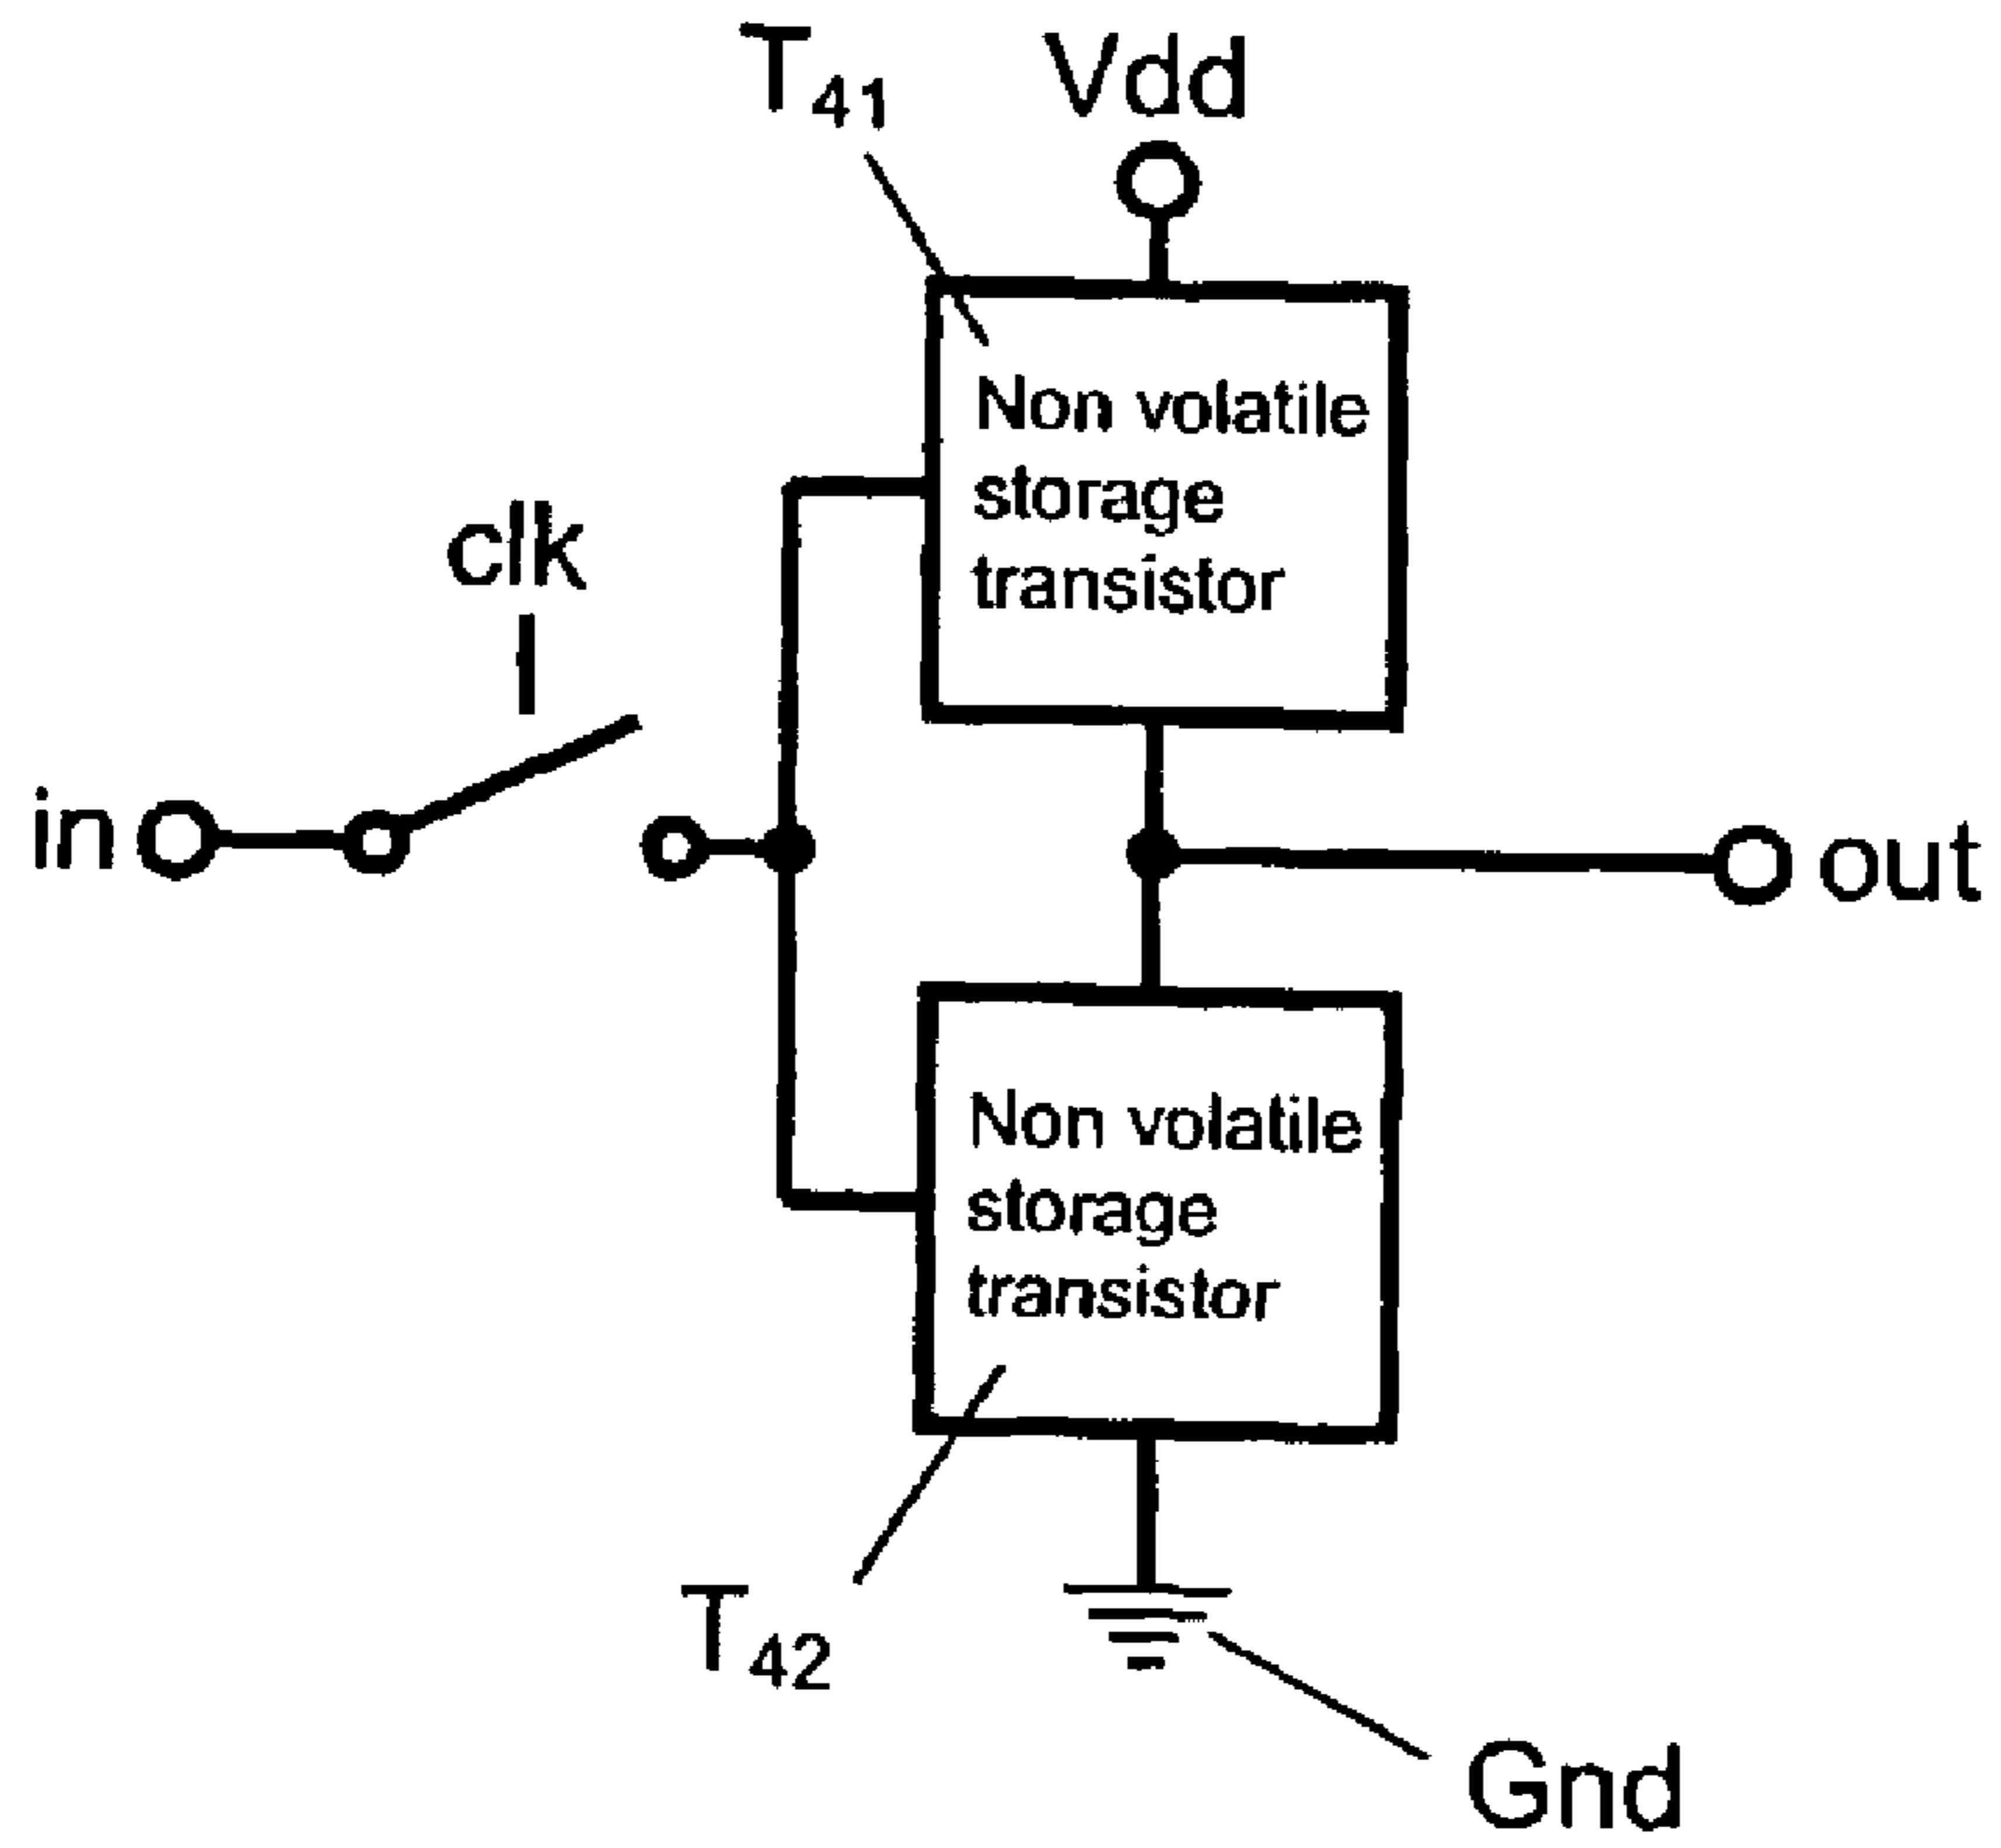 T41
Vdd
Non volatile
storage
transistor
clk
in
out
Non volatile
storage
transistor
T42
Gnd